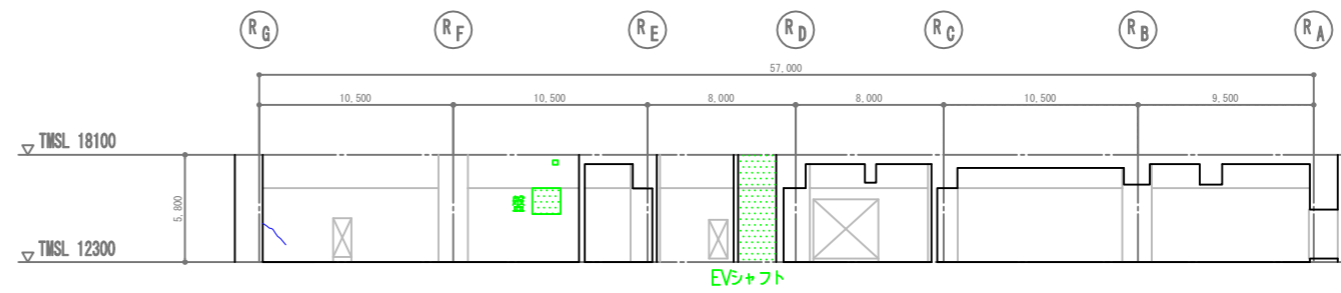 RG RF RE RD RC RB RA
57,000
10,500 10,500 8,000 8,000 10,500 9,500
TMSL 18100
5,800
TMSL 12300
EVシャフト